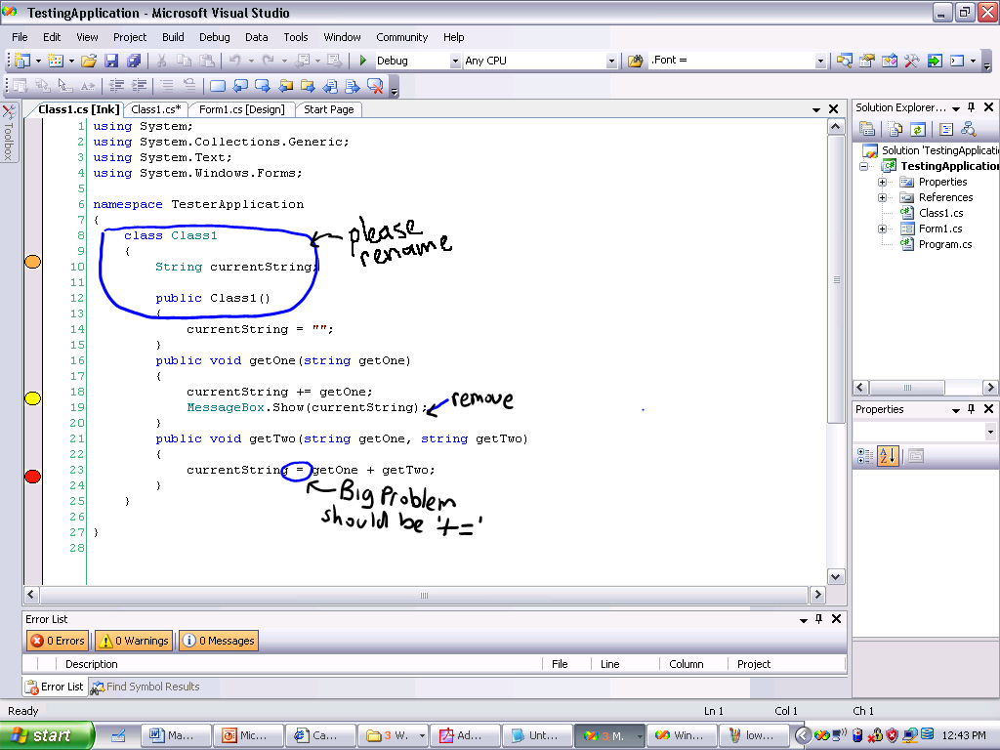 TestingApplication - Microsoft Visual Studio
File Edit View Project Build Debug Data Tools Window Community Help
Debug Any CPU .Font =
Class1.cs [Ink] Class1.cs* Form1.cs [Design] Start Page
Toolbox
1 using System;
2 using System.Collections.Generic;
3 using System.Text;
4 using System.Windows.Forms;
5
6 namespace TesterApplication
7 {
8 class Class1
9 {
10 String currentString;
11
12 public Class1()
13 {
14 currentString = "";
15 }
16 public void getOne(string getOne)
17 {
18 currentString += getOne;
19 MessageBox.Show(currentString);
20 }
21 public void getTwo(string getOne, string getTwo)
22 {
23 currentString = getOne + getTwo;
24 }
25 }
26
27 }
28
please
rename
remove
Big Problem
should be '+='
Solution Explorer...
Solution 'TestingApplicatio
TestingApplication
Properties
References
Class1.cs
Form1.cs
Program.cs
Properties
Error List
0 Errors 0 Warnings 0 Messages
Description File Line Column Project
Error List Find Symbol Results
Ready Ln 1 Col 1 Ch 1
start Ma... Mic... Ca... 3 W. Ad... Unt... 3 M. Win... low... 12:43 PM